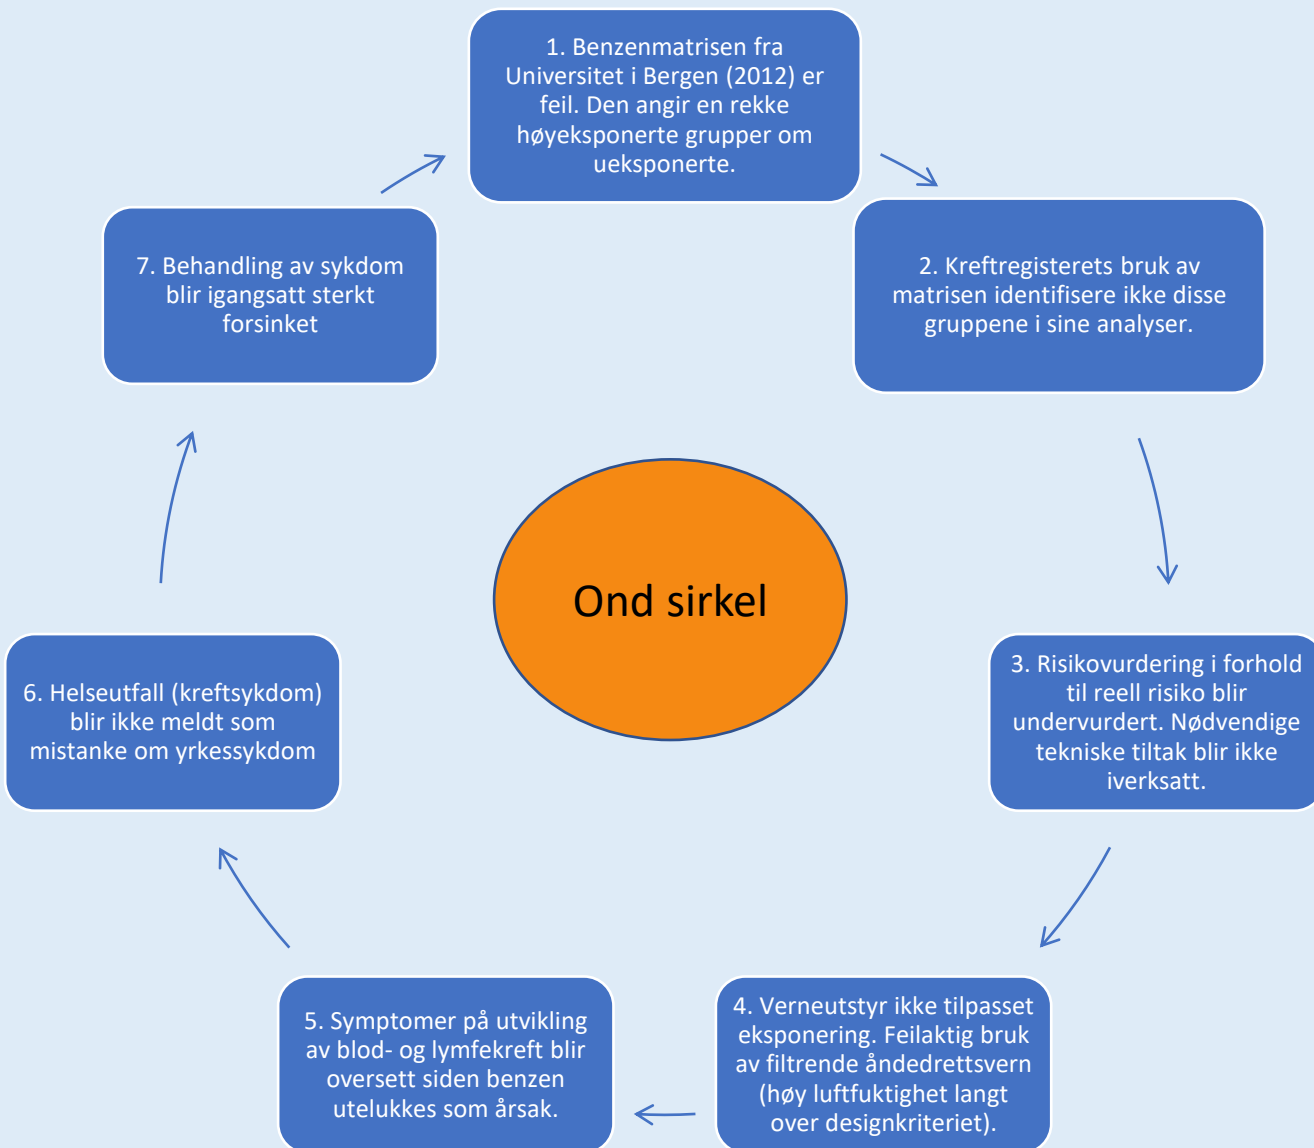 1. Benzenmatrisen fra
Universitet i Bergen (2012) er
feil. Den angir en rekke
høyeksponerte grupper om
ueksponerte.
2. Kreftregisterets bruk av
matrisen identifisere ikke disse
gruppene i sine analyser.
3. Risikovurdering i forhold
til reell risiko blir
undervurdert. Nødvendige
tekniske tiltak blir ikke
iverksatt.
4. Verneutstyr ikke tilpasset
eksponering. Feilaktig bruk
av filtrende åndedrettsvern
(høy luftfuktighet langt
over designkriteriet).
5. Symptomer på utvikling
av blod- og lymfekreft blir
oversett siden benzen
utelukkes som årsak.
6. Helseutfall (kreftsykdom)
blir ikke meldt som
mistanke om yrkessykdom
7. Behandling av sykdom
blir igangsatt sterkt
forsinket
Ond sirkel